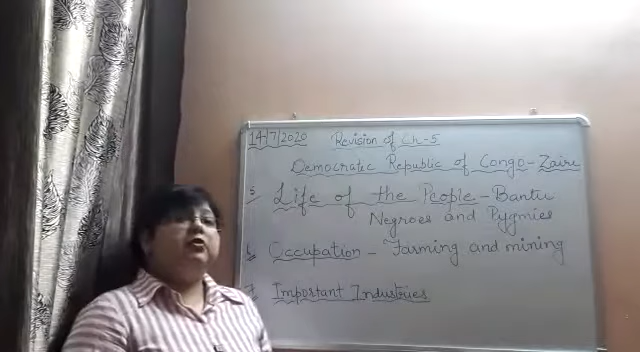 14/7/2020 Revision of Ch-5
Democratic Republic of Congo - Zaire
5. Life of the People - Bantu
Negroes and Pygmies
6. Occupation - Farming and mining
7. Important Industries